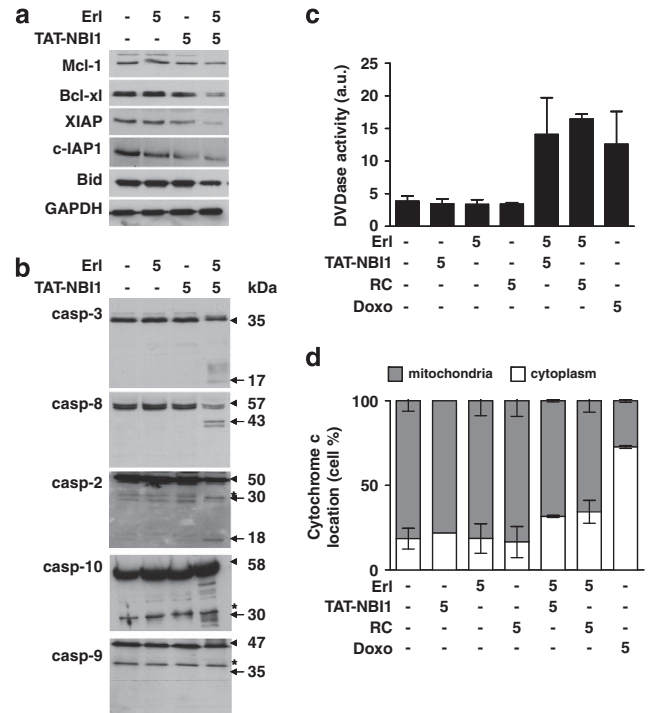 a
Erl - 5 - 5
TAT-NBI1 - - 5 5
Mcl-1
Bcl-xl
XIAP
c-IAP1
Bid
GAPDH
b
Erl - 5 - 5
TAT-NBI1 - - 5 5 kDa
casp-3
35
17
casp-8
57
43
casp-2
50
* 30
18
casp-10
58
* 30
casp-9
47
* 35
c
DVDase activity (a.u.)
25
20
15
10
5
0
Erl - - 5 - 5 5 -
TAT-NBI1 - 5 - - 5 - -
RC - - - 5 - 5 -
Doxo - - - - - - 5
d
mitochondria cytoplasm
Cytochrome c
location (cell %)
100
50
0
Erl - - 5 - 5 5 -
TAT-NBI1 - 5 - - 5 - -
RC - - - 5 - 5 -
Doxo - - - - - - 5